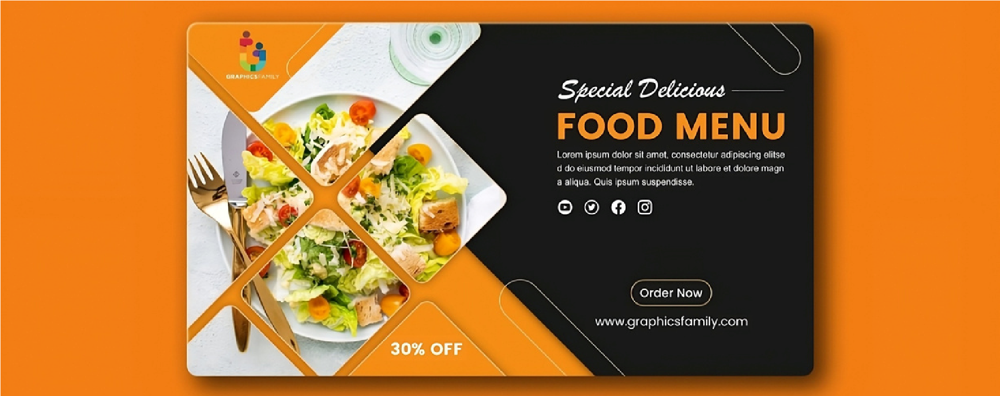 GRAPHICSFAMILY
Special Delicious
FOOD MENU
Lorem ipsum dolor sit amet, consectetur adipiscing elitse
d do eiusmod tempor incididunt ut labore et dolore magn
a aliqua. Quis ipsum suspendisse.
Order Now
www.graphicsfamily.com
30% OFF